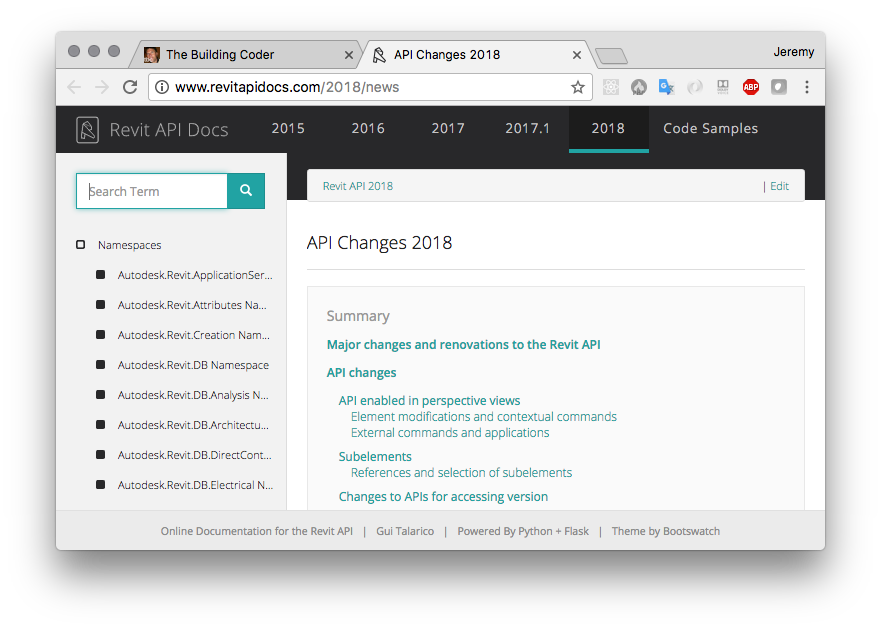 The Building Coder
API Changes 2018
Jeremy
www.revitapidocs.com/2018/news
ABP
Revit API Docs
2015
2016
2017
2017.1
2018
Code Samples
Search Term
Revit API 2018
| Edit
Namespaces
Autodesk.Revit.ApplicationSer...
Autodesk.Revit.Attributes Na...
Autodesk.Revit.Creation Nam...
Autodesk.Revit.DB Namespace
Autodesk.Revit.DB.Analysis N...
Autodesk.Revit.DB.Architectu...
Autodesk.Revit.DB.DirectCont...
Autodesk.Revit.DB.Electrical N...
API Changes 2018
Summary
Major changes and renovations to the Revit API
API changes
API enabled in perspective views
Element modifications and contextual commands
External commands and applications
Subelements
References and selection of subelements
Changes to APIs for accessing version
Online Documentation for the Revit API | Gui Talarico | Powered By Python + Flask | Theme by Bootswatch